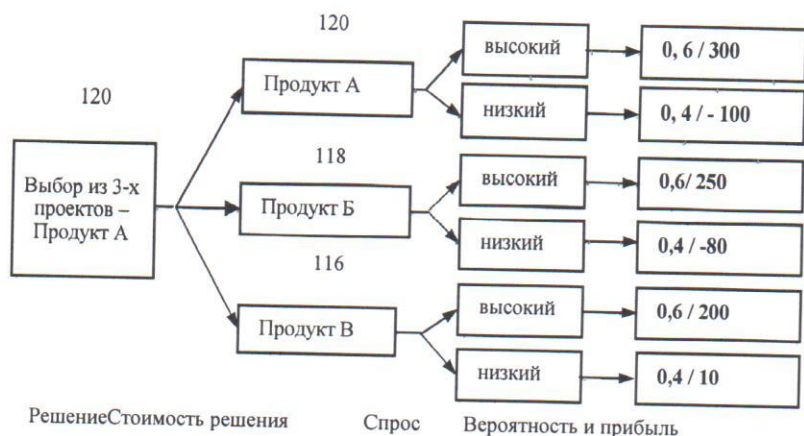 120
120
высокий
0, 6 / 300
Продукт А
низкий
0, 4 / - 100
Выбор из 3-х
проектов –
Продукт А
118
высокий
0,6/ 250
Продукт Б
низкий
0,4 / -80
116
высокий
0,6 / 200
Продукт В
низкий
0,4 / 10
РешениеСтоимость решения Спрос Вероятность и прибыль